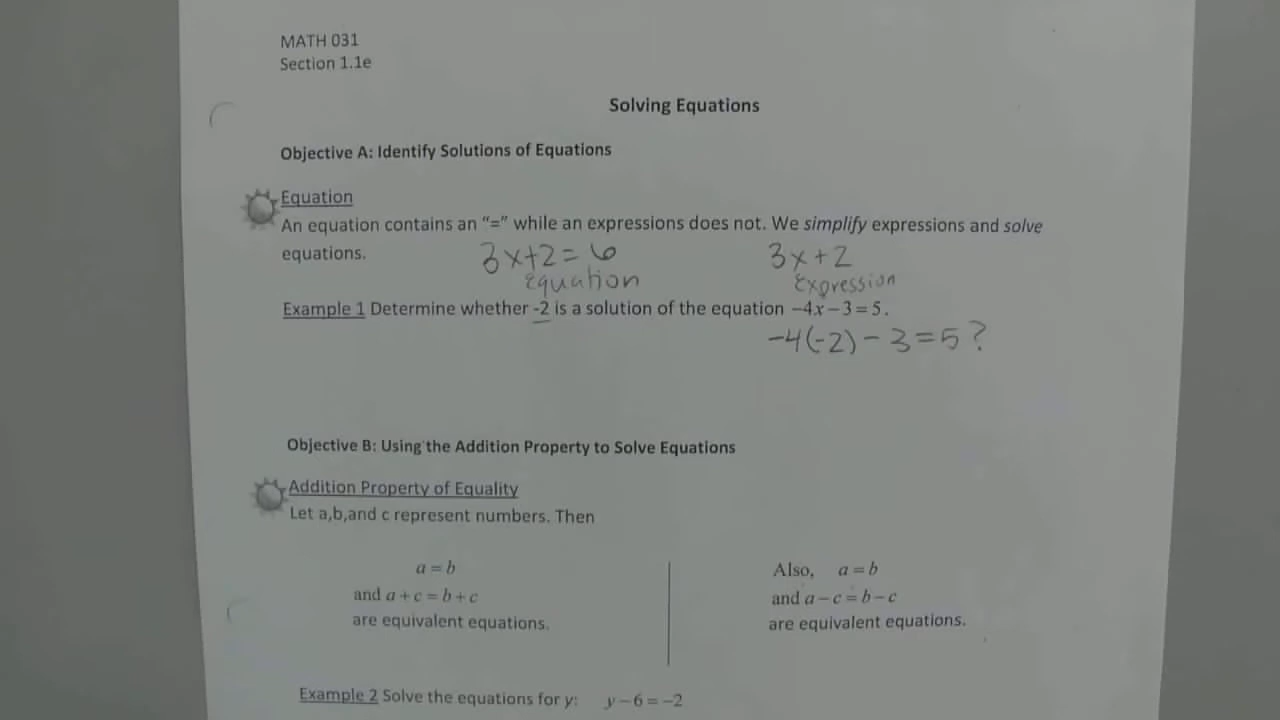 MATH 031
Section 1.1e
Solving Equations
Objective A: Identify Solutions of Equations
Equation
An equation contains an “=” while an expressions does not. We simplify expressions and solve
equations.
3x+2=6
3x+2
Equation
Expression
Example 1 Determine whether -2 is a solution of the equation −4x−3=5.
-4(-2)-3=5?
Objective B: Using the Addition Property to Solve Equations
Addition Property of Equality
Let a,b,and c represent numbers. Then
a = b
and a+c=b+c
are equivalent equations.
Also, a=b
and a−c=b−c
are equivalent equations.
Example 2 Solve the equations for y: y−6=−2